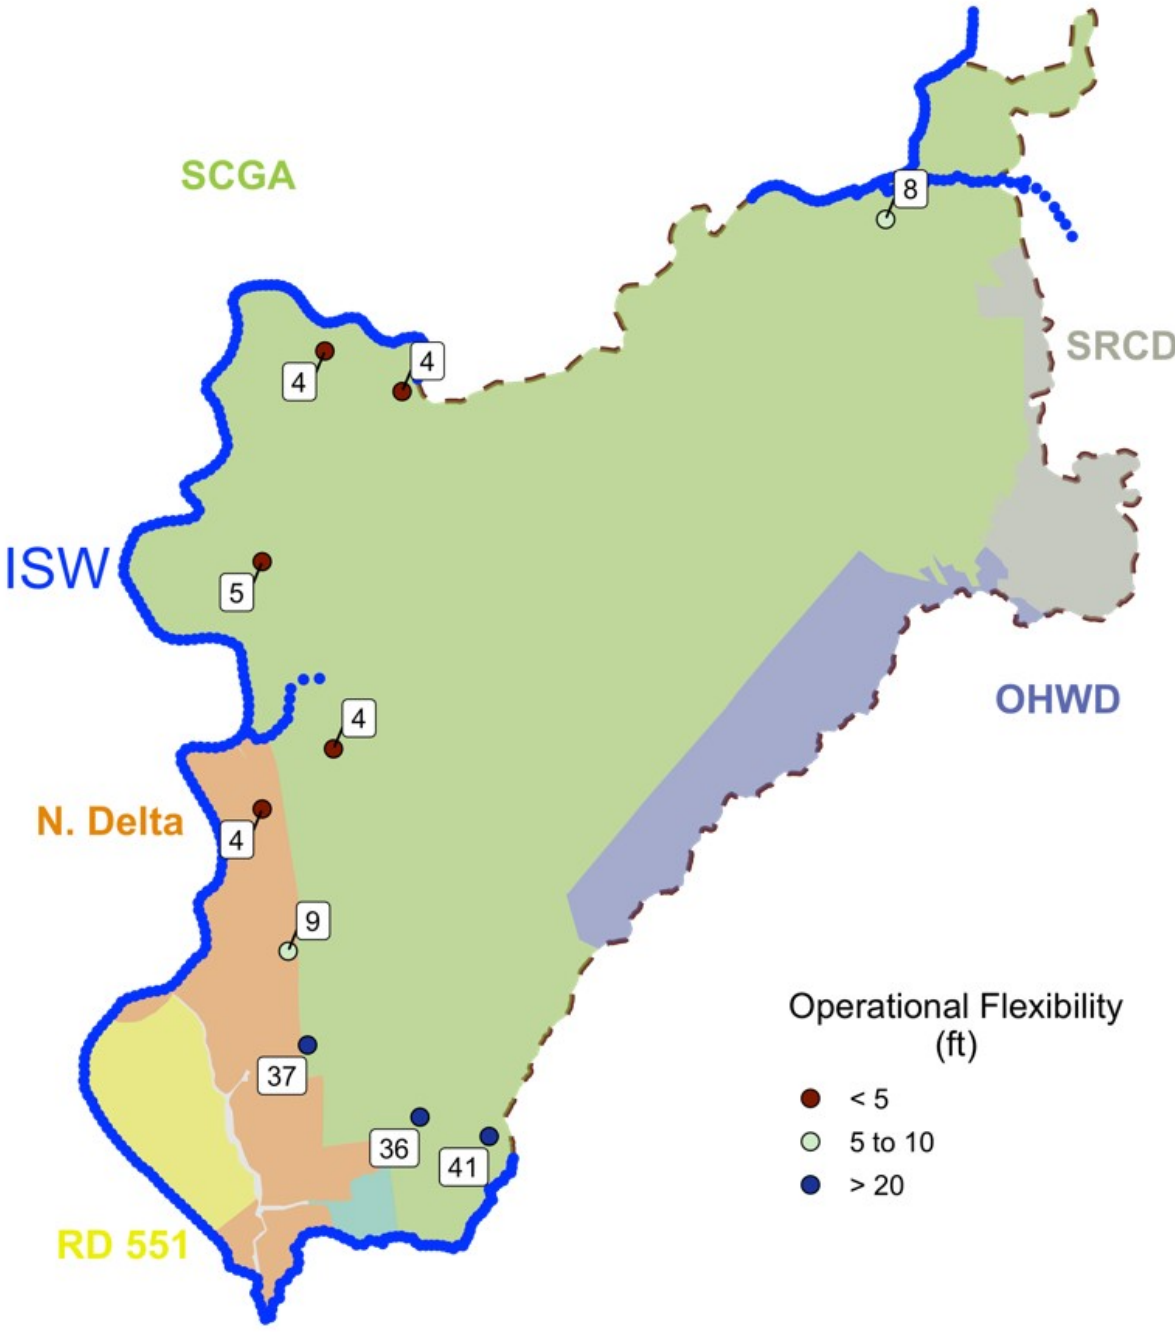 SCGA
8
SRCD
4
4
ISW
5
OHWD
4
N. Delta
4
9
Operational Flexibility
(ft)
37
< 5
36
5 to 10
41
> 20
RD 551